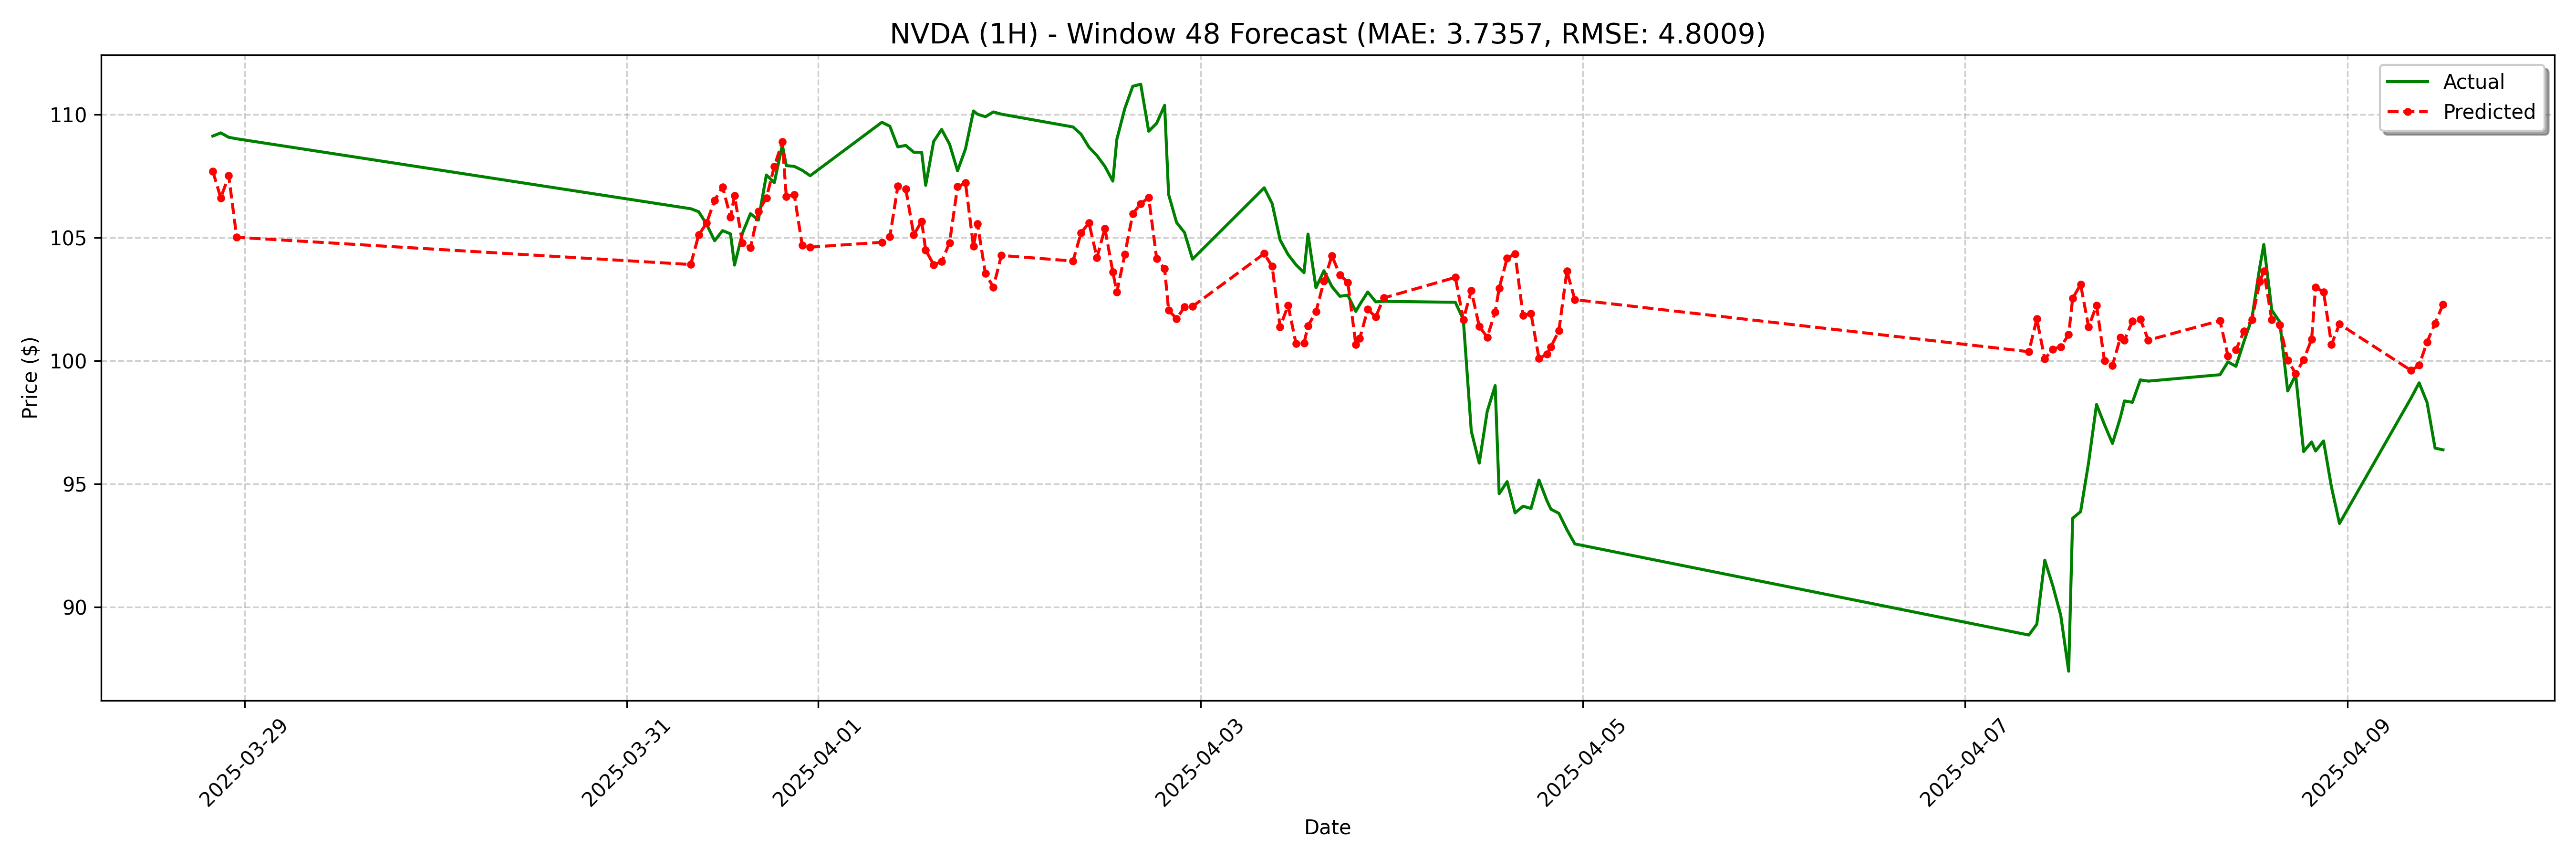 NVDA (1H) - Window 48 Forecast (MAE: 3.7357, RMSE: 4.8009)
Actual
Predicted
Price ($)
110
105
100
95
90
2025-03-29
2025-03-31
2025-04-01
2025-04-03
2025-04-05
2025-04-07
2025-04-09
Date